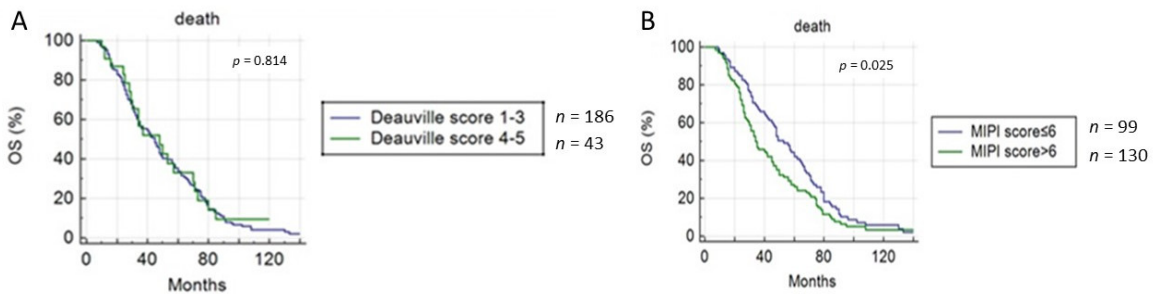 A
death
100
80
60
40
20
0
OS (%)
p = 0.814
0 40 80 120
Months
Deauville score 1-3
Deauville score 4-5
n = 186
n = 43
B
death
100
80
60
40
20
0
OS (%)
p = 0.025
0 40 80 120
Months
MIPI score≤6
MIPI score>6
n = 99
n = 130